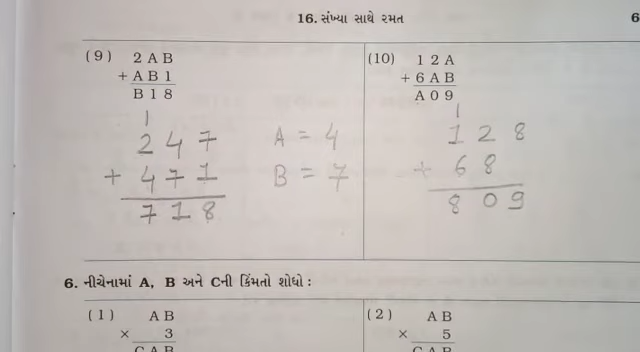 16. સંખ્યા સાથે રમત 6
(9) 2 A B
+ A B 1
B 1 8
1
2 4 7
+ 4 7 1
7 1 8
A = 4
B = 7
(10) 1 2 A
+ 6 A B
A 0 9
1
1 2 8
+ 6 8
8 0 9
6. નીચેનામાં A, B અને Cની કિંમતો શોધો :
(1) A B
× 3
C A B
(2) A B
× 5
C A B